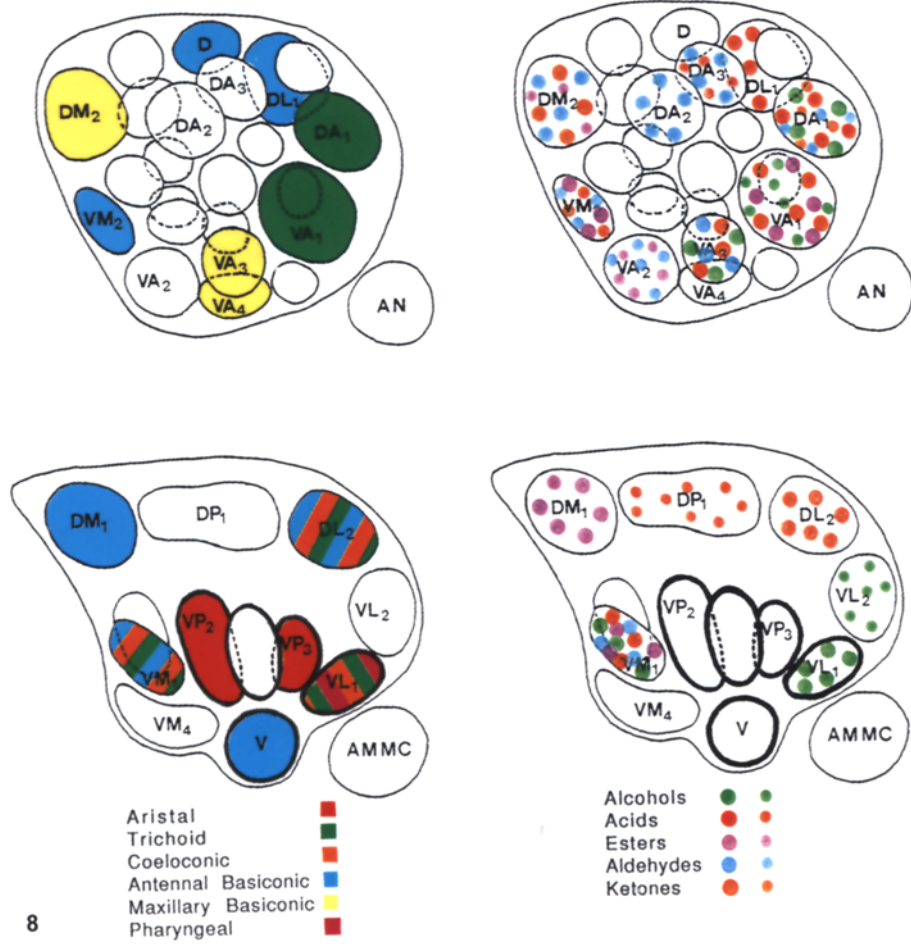 D
DA3
DL1
DM2
DA2
DA1
VM2
VA1
VA3
VA2
VA4
AN
D
DA3
DL1
DM2
DA2
DA1
VM
VA1
VA3
VA2
VA4
AN
DM1
DP1
DL2
VL2
VP2
VP3
VM
VL1
VM4
V
AMMC
DM1
DP1
DL2
VL2
VP2
VP3
VM1
VL1
VM4
V
AMMC
Aristal
Trichoid
Coeloconic
Antennal Basiconic
Maxillary Basiconic
Pharyngeal
Alcohols
Acids
Esters
Aldehydes
Ketones
8